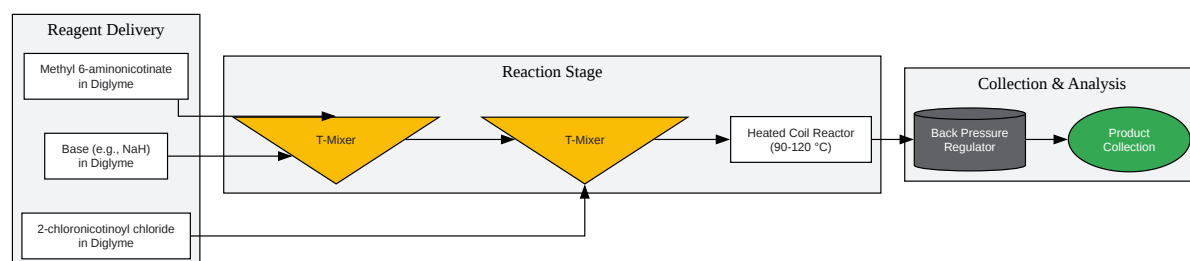 Reagent Delivery
Methyl 6-aminonicotinate
in Diglyme
Base (e.g., NaH)
in Diglyme
2-chloronicotinoyl chloride
in Diglyme
Reaction Stage
T-Mixer
T-Mixer
Heated Coil Reactor
(90-120 °C)
Collection & Analysis
Back Pressure
Regulator
Product
Collection